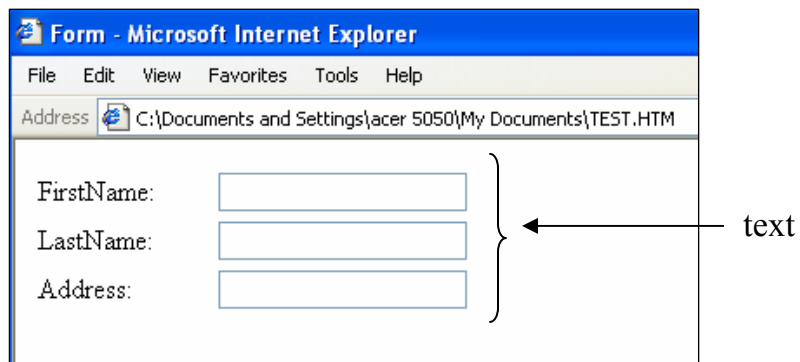 Form - Microsoft Internet Explorer
File Edit View Favorites Tools Help
Address C:\Documents and Settings\acer 5050\My Documents\TEST.HTM
FirstName:
LastName:
Address:
text